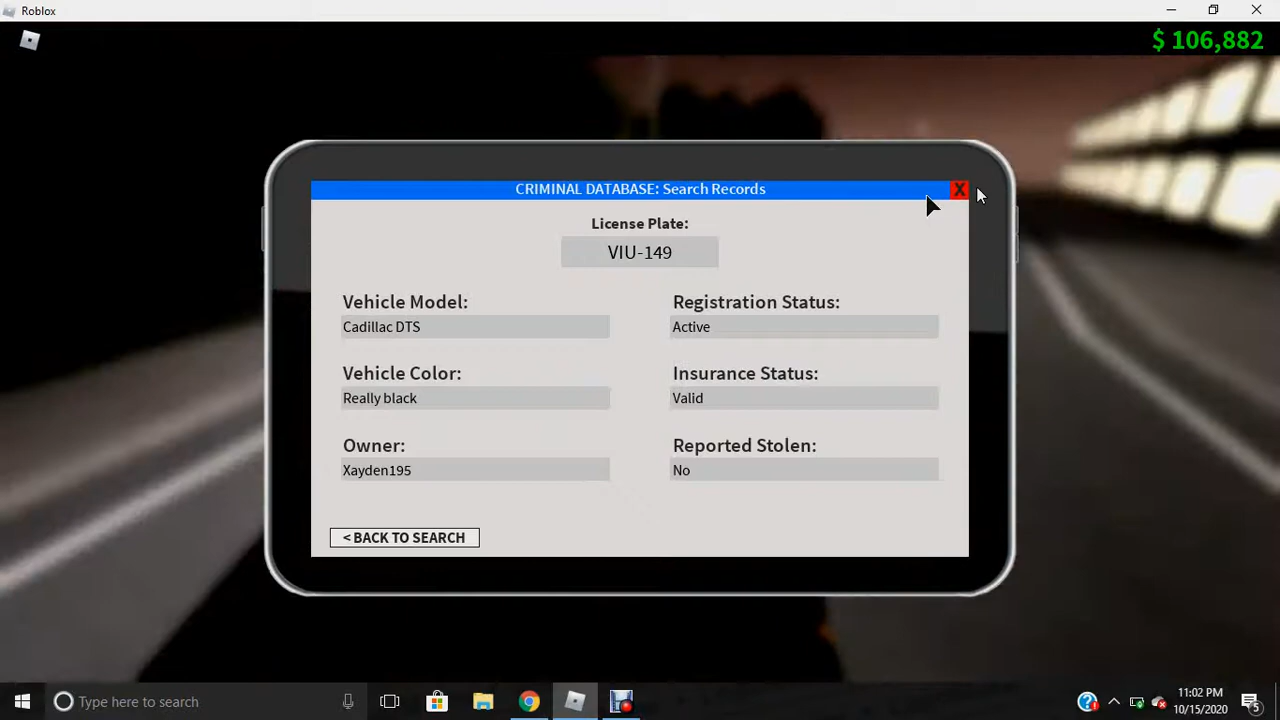 Roblox
$ 106,882
CRIMINAL DATABASE: Search Records
X
License Plate:
VIU-149
Vehicle Model:
Cadillac DTS
Registration Status:
Active
Vehicle Color:
Really black
Insurance Status:
Valid
Owner:
Xayden195
Reported Stolen:
No
< BACK TO SEARCH
Type here to search
11:02 PM
10/15/2020
5